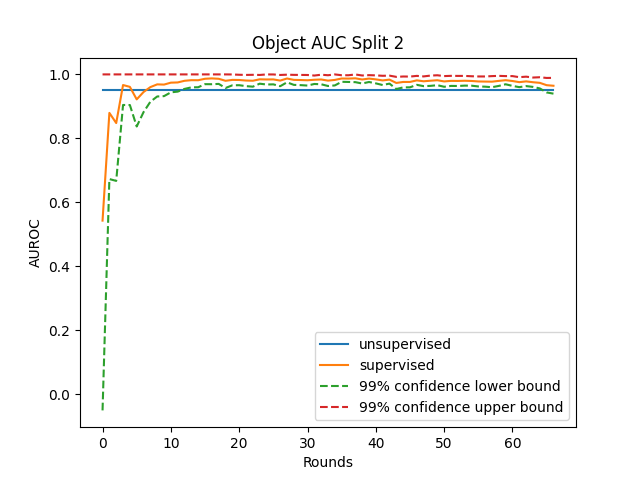 Object AUC Split 2
AUROC
1.0
0.8
0.6
0.4
0.2
0.0
unsupervised
supervised
99% confidence lower bound
99% confidence upper bound
0 10 20 30 40 50 60
Rounds